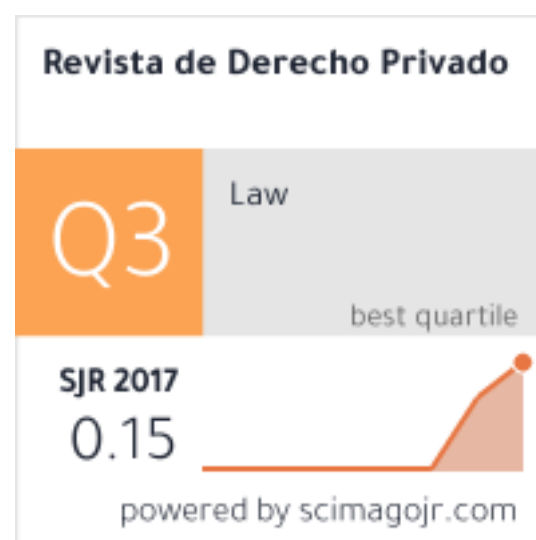 Revista de Derecho Privado
Q3
Law
best quartile
SJR 2017
0.15
powered by scimagojr.com